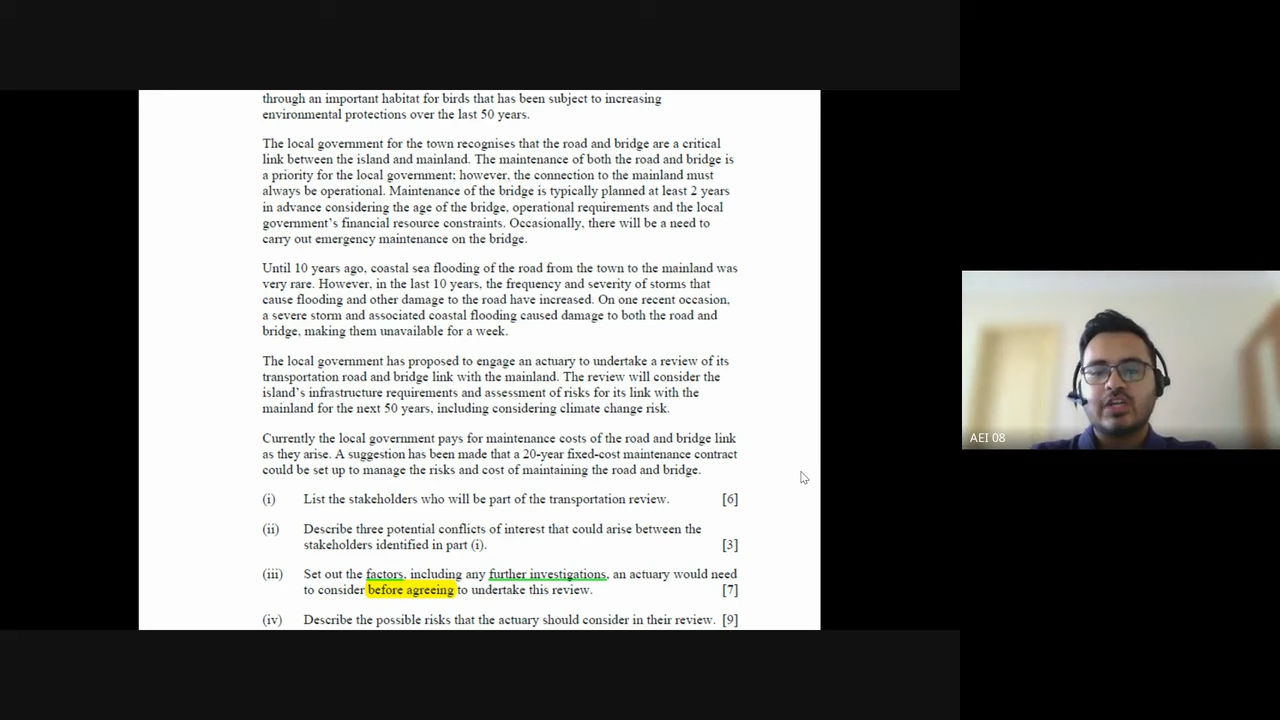 through an important habitat for birds that has been subject to increasing
environmental protections over the last 50 years.
The local government for the town recognises that the road and bridge are a critical
link between the island and mainland. The maintenance of both the road and bridge is
a priority for the local government; however, the connection to the mainland must
always be operational. Maintenance of the bridge is typically planned at least 2 years
in advance considering the age of the bridge, operational requirements and the local
government's financial resource constraints. Occasionally, there will be a need to
carry out emergency maintenance on the bridge.
Until 10 years ago, coastal sea flooding of the road from the town to the mainland was
very rare. However, in the last 10 years, the frequency and severity of storms that
cause flooding and other damage to the road have increased. On one recent occasion,
a severe storm and associated coastal flooding caused damage to both the road and
bridge, making them unavailable for a week.
The local government has proposed to engage an actuary to undertake a review of its
transportation road and bridge link with the mainland. The review will consider the
island's infrastructure requirements and assessment of risks for its link with the
mainland for the next 50 years, including considering climate change risk.
Currently the local government pays for maintenance costs of the road and bridge link
as they arise. A suggestion has been made that a 20-year fixed-cost maintenance contract
could be set up to manage the risks and cost of maintaining the road and bridge.
(i) List the stakeholders who will be part of the transportation review. [6]
(ii) Describe three potential conflicts of interest that could arise between the
stakeholders identified in part (i). [3]
(iii) Set out the factors, including any further investigations, an actuary would need
to consider before agreeing to undertake this review. [7]
(iv) Describe the possible risks that the actuary should consider in their review. [9]
AEI 08